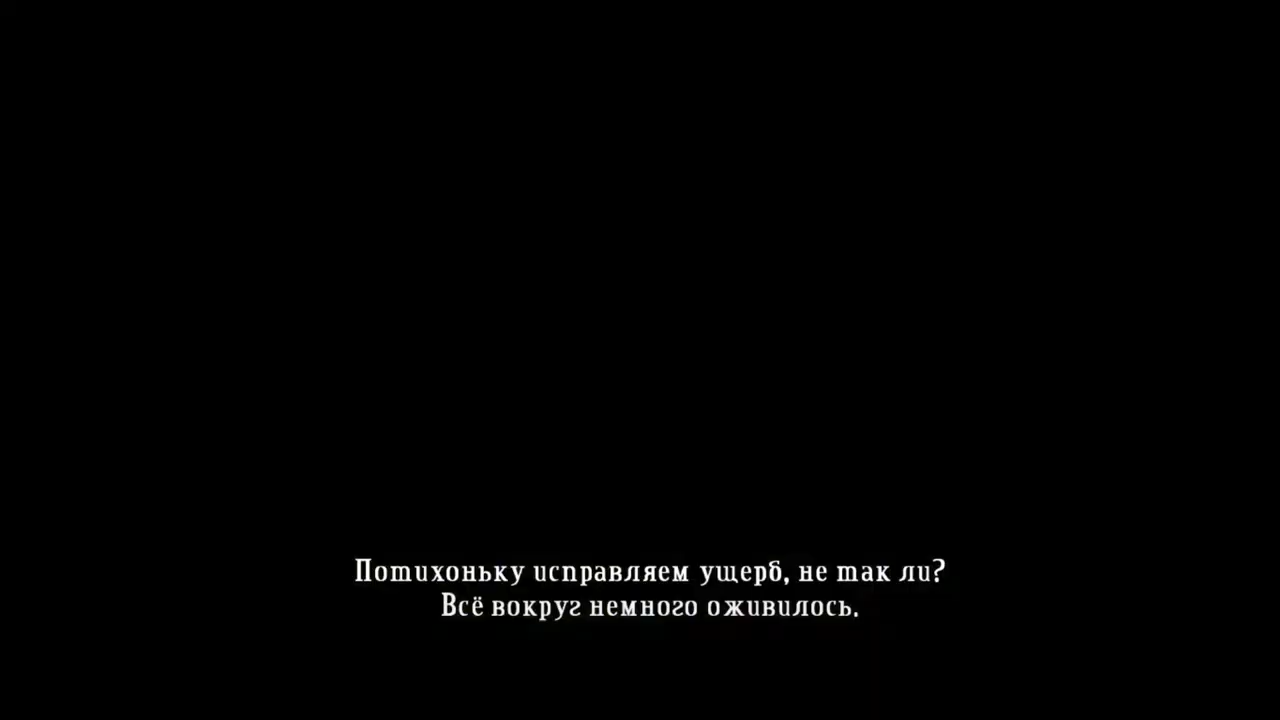 Потихоньку исправляем ущерб, не так ли?
Всё вокруг немного оживилось.